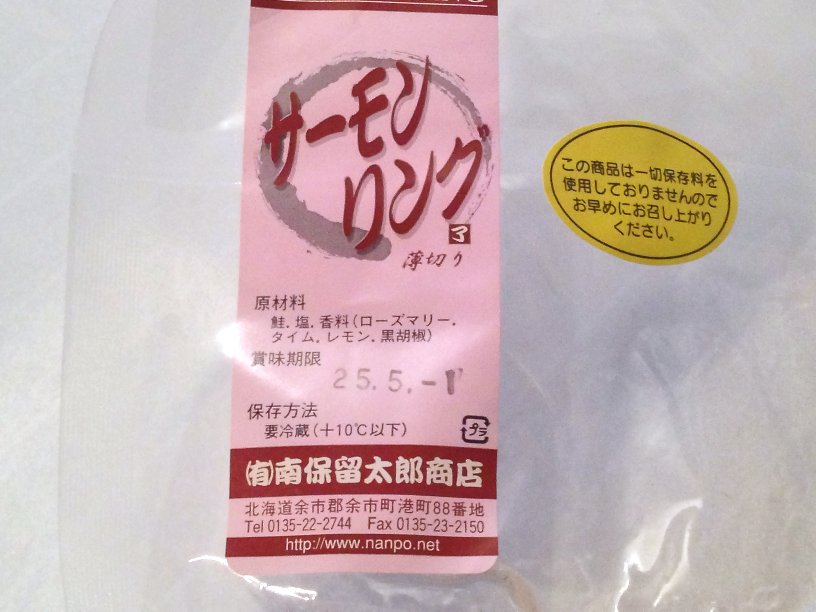 サーモン
リング
了
薄切り
原材料
鮭.塩.香料(ローズマリー.
タイム.レモン.黒胡椒)
賞味期限
25.5.-1
保存方法
要冷蔵(+10℃以下)
プラ
(有)南保留太郎商店
北海道余市郡余市町港町88番地
Tel 0135-22-2744 Fax 0135-23-2150
http://www.nanpo.net
この商品は一切保存料を
使用しておりませんので
お早めにお召し上がり
ください。